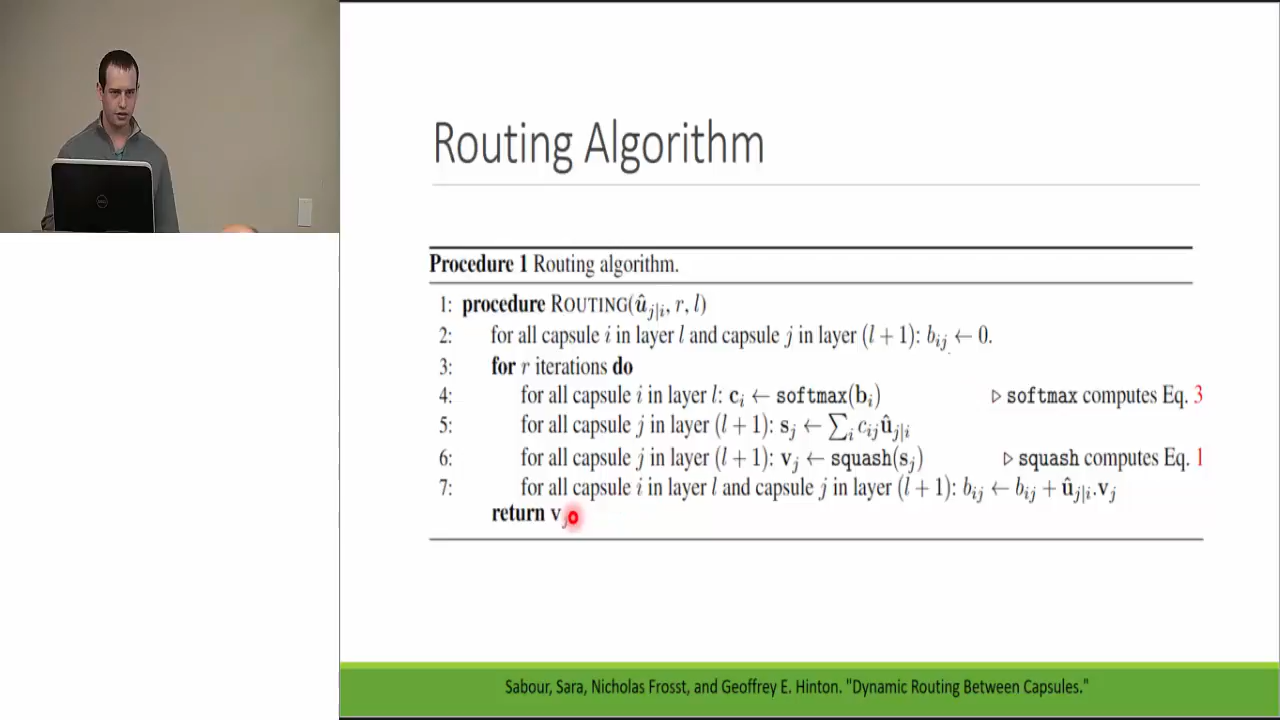 Routing Algorithm
Procedure 1 Routing algorithm.
1: procedure ROUTING(û_{j|i}, r, l)
2: for all capsule i in layer l and capsule j in layer (l + 1): b_{ij} ← 0.
3: for r iterations do
4: for all capsule i in layer l: c_i ← softmax(b_i) ▷ softmax computes Eq. 3
5: for all capsule j in layer (l + 1): s_j ← ∑_i c_{ij}û_{j|i}
6: for all capsule j in layer (l + 1): v_j ← squash(s_j) ▷ squash computes Eq. 1
7: for all capsule i in layer l and capsule j in layer (l + 1): b_{ij} ← b_{ij} + û_{j|i}.v_j
return v_j
Sabour, Sara, Nicholas Frosst, and Geoffrey E. Hinton. "Dynamic Routing Between Capsules."